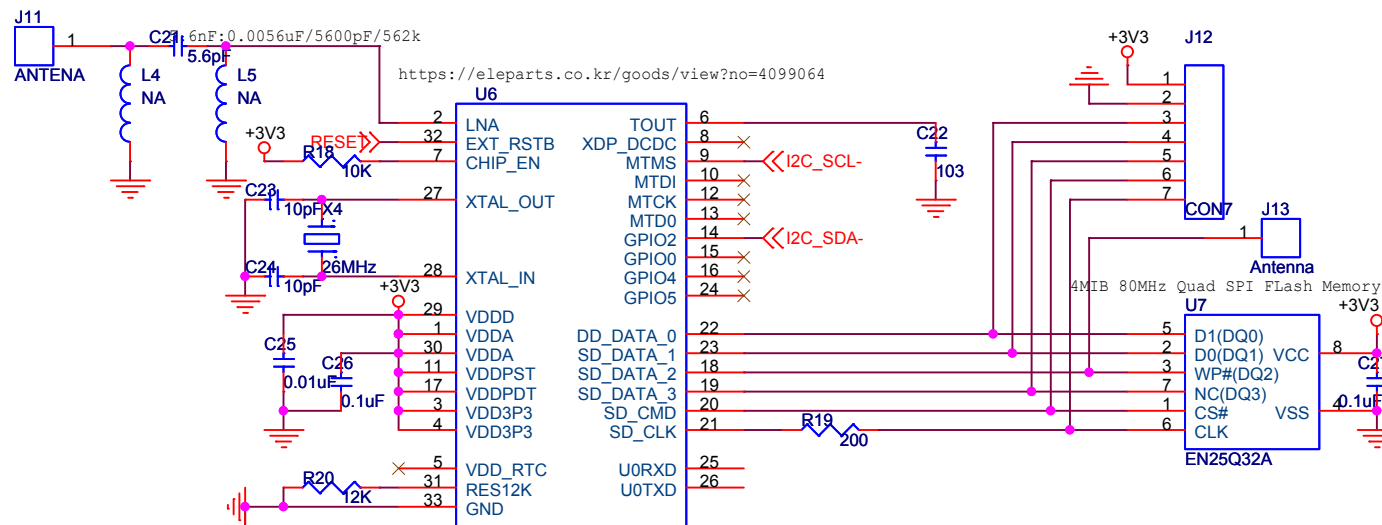 J11
1
ANTENA
C21
5.6nF:0.0056uF/5600pF/562k
5.6pF
L4
NA
L5
NA
https://eleparts.co.kr/goods/view?no=4099064
U6
+3V3
RESET
R18
10K
2 LNA
32 EXT_RSTB
7 CHIP_EN
27 XTAL_OUT
28 XTAL_IN
29 VDDD
1 VDDA
30 VDDA
11 VDDPST
17 VDDPDT
3 VDD3P3
4 VDD3P3
5 VDD_RTC
31 RES12K
33 GND
C23
10pF
X4
26MHz
C24
10pF
+3V3
C25
0.01uF
C26
0.1uF
R20
12K
TOUT 6
XDP_DCDC 8
MTMS 9
MTDI 10
MTCK 12
MTD0 13
GPIO2 14
GPIO0 15
GPIO4 16
GPIO5 24
DD_DATA_0 22
SD_DATA_1 23
SD_DATA_2 18
SD_DATA_3 19
SD_CMD 20
SD_CLK 21
U0RXD 25
U0TXD 26
I2C_SCL-
I2C_SDA-
C22
103
R19
200
+3V3
J12
1
2
3
4
5
6
7
CON7
J13
1
Antenna
4MIB 80MHz Quad SPI FLash Memory
U7
+3V3
5 D1(DQ0)
2 D0(DQ1) VCC 8
3 WP#(DQ2)
7 NC(DQ3)
1 CS# VSS 4
6 CLK
EN25Q32A
0.1uF